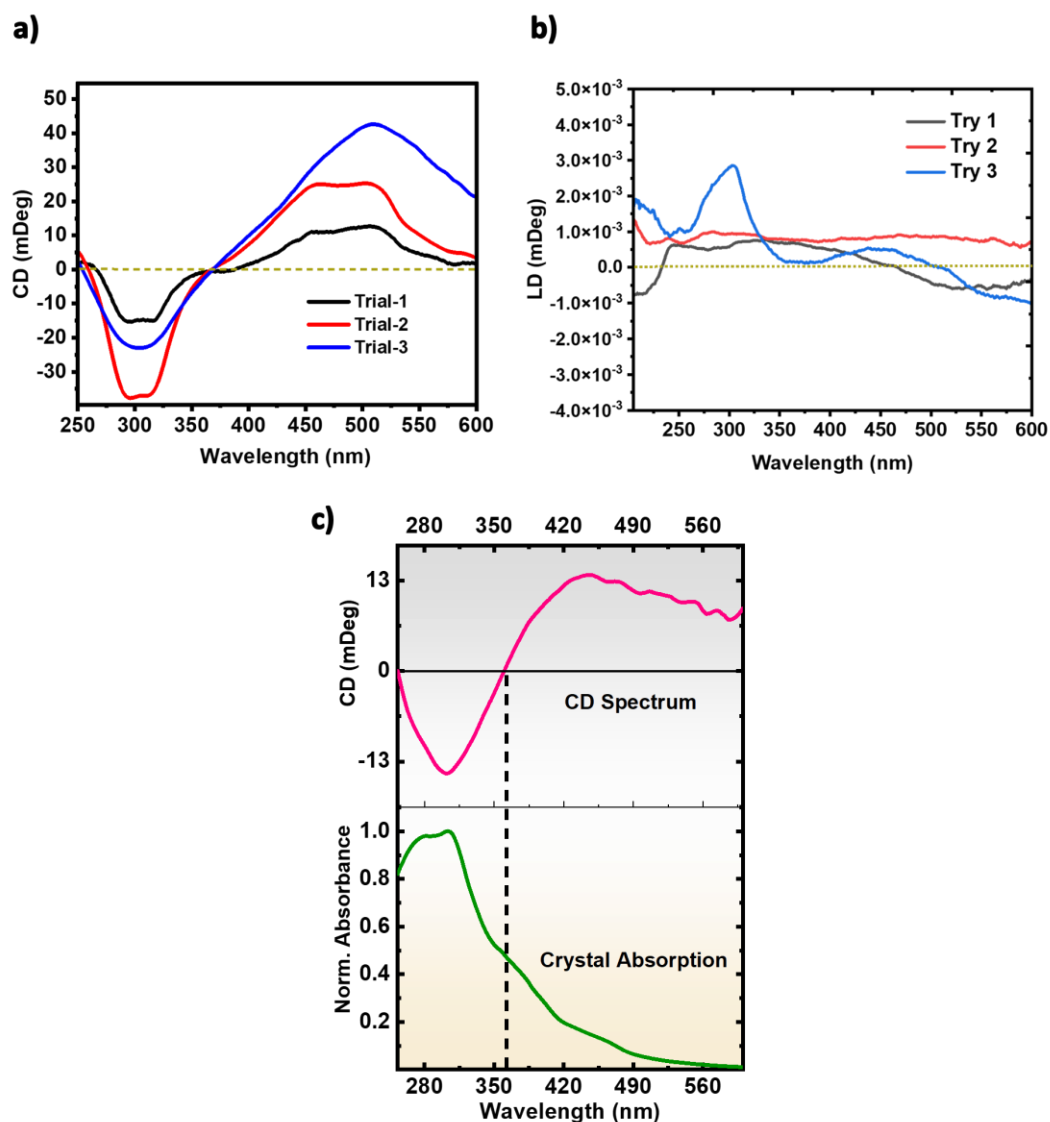 a)
50
40
30
20
10
0
-10
-20
-30
CD (mDeg)
Trial-1
Trial-2
Trial-3
250 300 350 400 450 500 550 600
Wavelength (nm)
b)
5.0×10⁻³
4.0×10⁻³
3.0×10⁻³
2.0×10⁻³
1.0×10⁻³
0.0
-1.0×10⁻³
-2.0×10⁻³
-3.0×10⁻³
-4.0×10⁻³
LD (mDeg)
Try 1
Try 2
Try 3
250 300 350 400 450 500 550 600
Wavelength (nm)
c)
280 350 420 490 560
13
0
-13
CD (mDeg)
CD Spectrum
1.0
0.8
0.6
0.4
0.2
Norm. Absorbance
Crystal Absorption
280 350 420 490 560
Wavelength (nm)